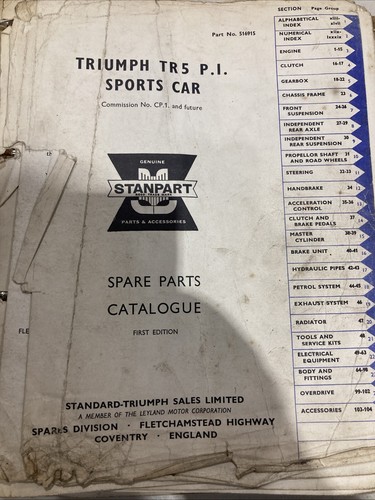 Part No. 516915
TRIUMPH TR5 P.I.
SPORTS CAR
Commission No. CP.1. and future
GENUINE
STANPART
PARTS & ACCESSORIES
SPARE PARTS
CATALOGUE
FIRST EDITION
FLE
STANDARD-TRIUMPH SALES LIMITED
A MEMBER OF THE LEYLAND MOTOR CORPORATION
SPARES DIVISION · FLETCHAMSTEAD HIGHWAY
COVENTRY · ENGLAND
SECTION Page Group
ALPHABETICAL
INDEX
NUMERICAL
INDEX
ENGINE 1-15
CLUTCH 16-17
GEARBOX 18-22
CHASSIS FRAME 23
FRONT 24-26
SUSPENSION
INDEPENDENT 27-29
REAR AXLE
INDEPENDENT 30
REAR SUSPENSION
PROPELLOR SHAFT 31
AND ROAD WHEELS
STEERING 32-33
HANDBRAKE 34
ACCELERATION 35-36
CONTROL
CLUTCH AND 37
BRAKE PEDALS
MASTER 38-39
CYLINDER
BRAKE UNIT 40-41
HYDRAULIC PIPES 42-43
PETROL SYSTEM 44-45
EXHAUST SYSTEM 46
RADIATOR 47
TOOLS AND 48
SERVICE KITS
ELECTRICAL 49-63
EQUIPMENT
BODY AND 64-98
FITTINGS
OVERDRIVE 99-102
ACCESSORIES 103-104